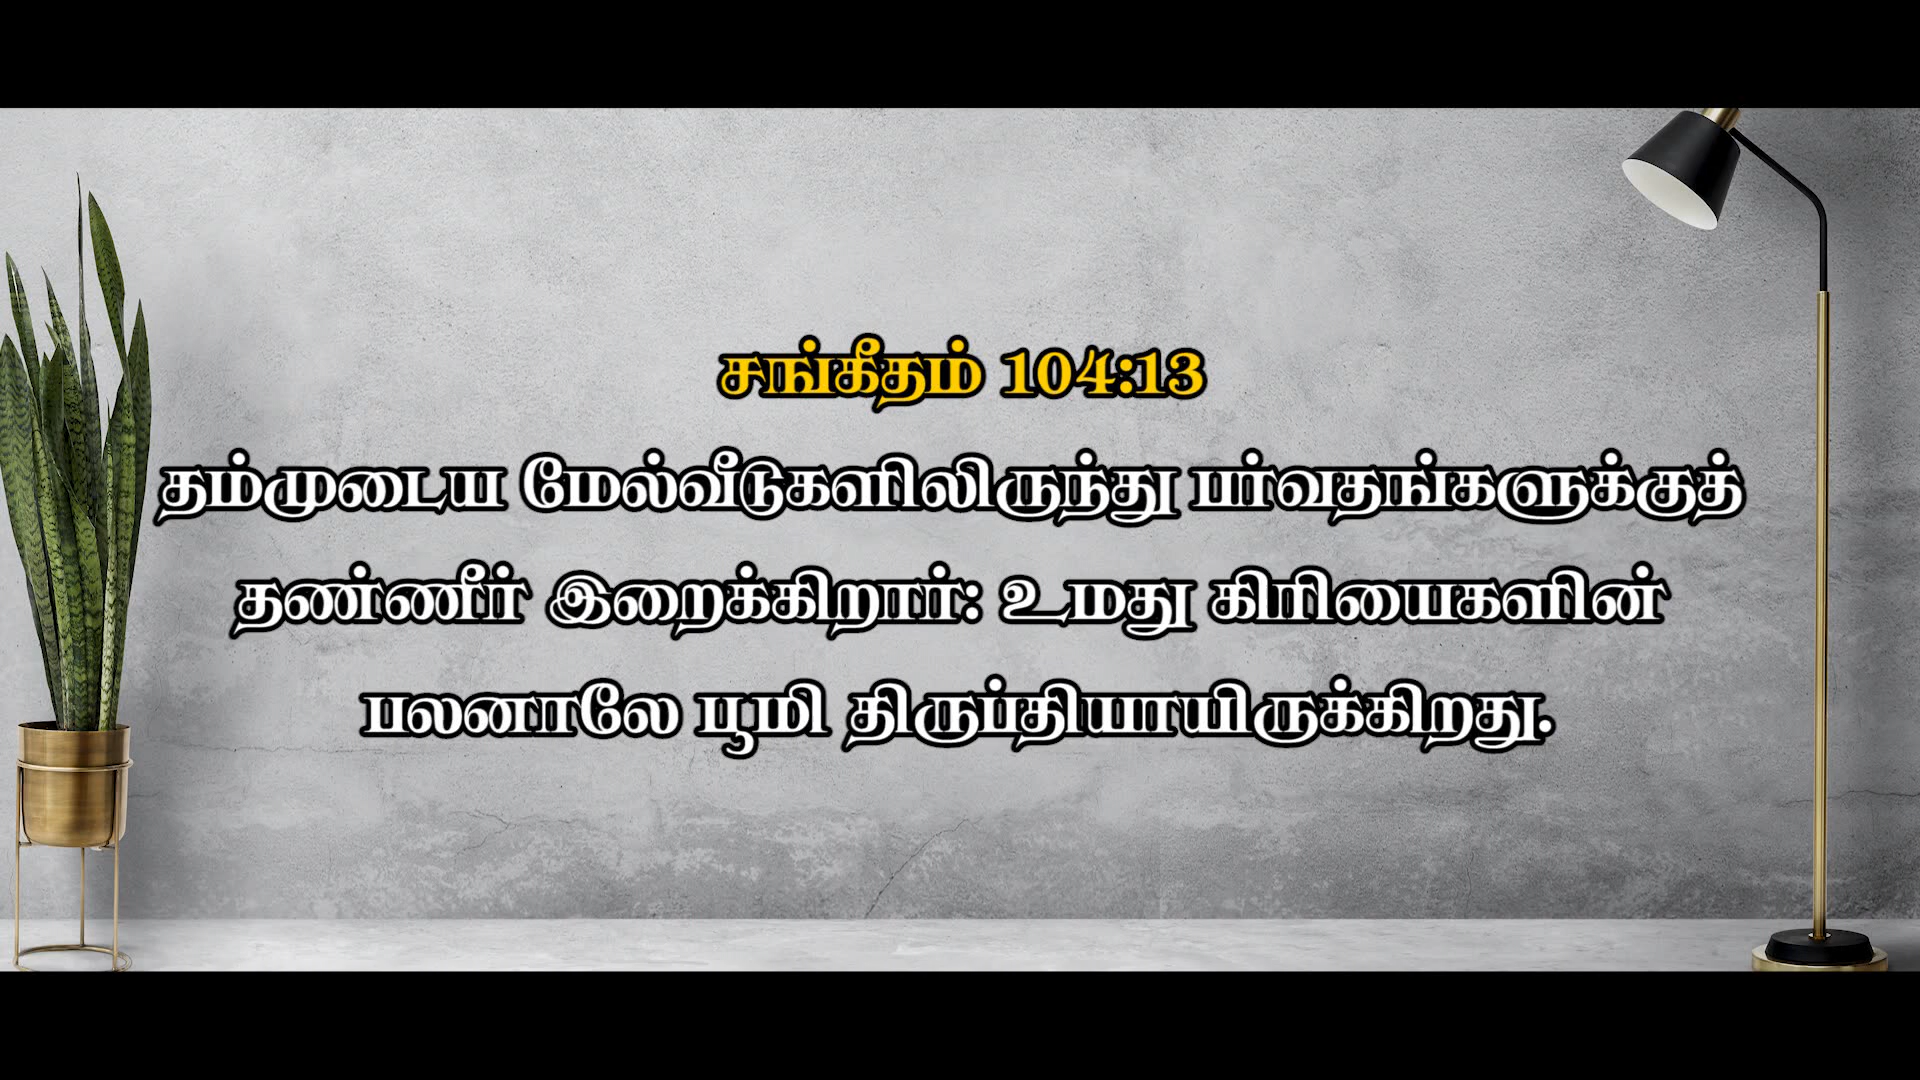 சங்கீதம் 104:13
தம்முடைய மேல்வீடுகளிலிருந்து பர்வதங்களுக்குத்
தண்ணீர் இறைக்கிறார்: உமது கிரியைகளின்
பலனாலே பூமி திருப்தியாயிருக்கிறது.